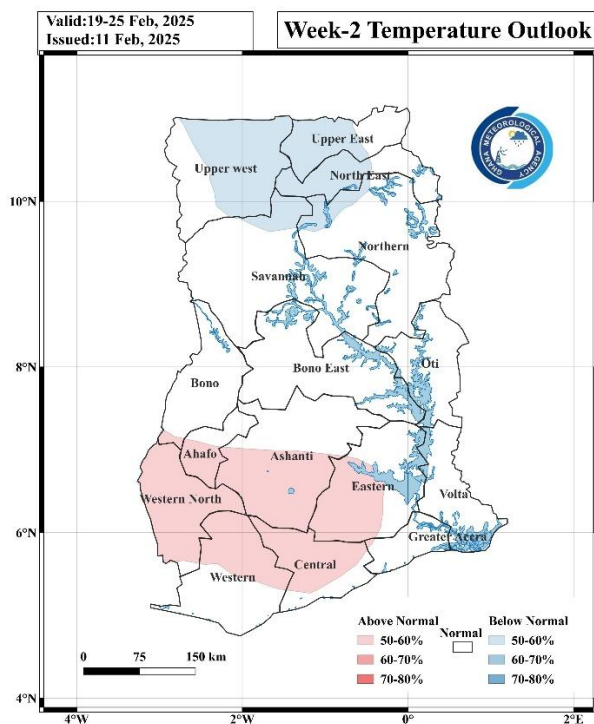 Valid:19-25 Feb, 2025
Issued:11 Feb, 2025
Week-2 Temperature Outlook
GHANA METEOROLOGICAL AGENCY
Upper East
Upper west
North East
10°N
Northern
Savannah
8°N
Oti
Bono East
Bono
Ahafo
Ashanti
Western North
Eastern
Volta
6°N
Greater Accra
Central
Western
Above Normal
Normal
Below Normal
50-60%
50-60%
60-70%
60-70%
70-80%
70-80%
0 75 150 km
4°N
4°W 2°W 0° 2°E